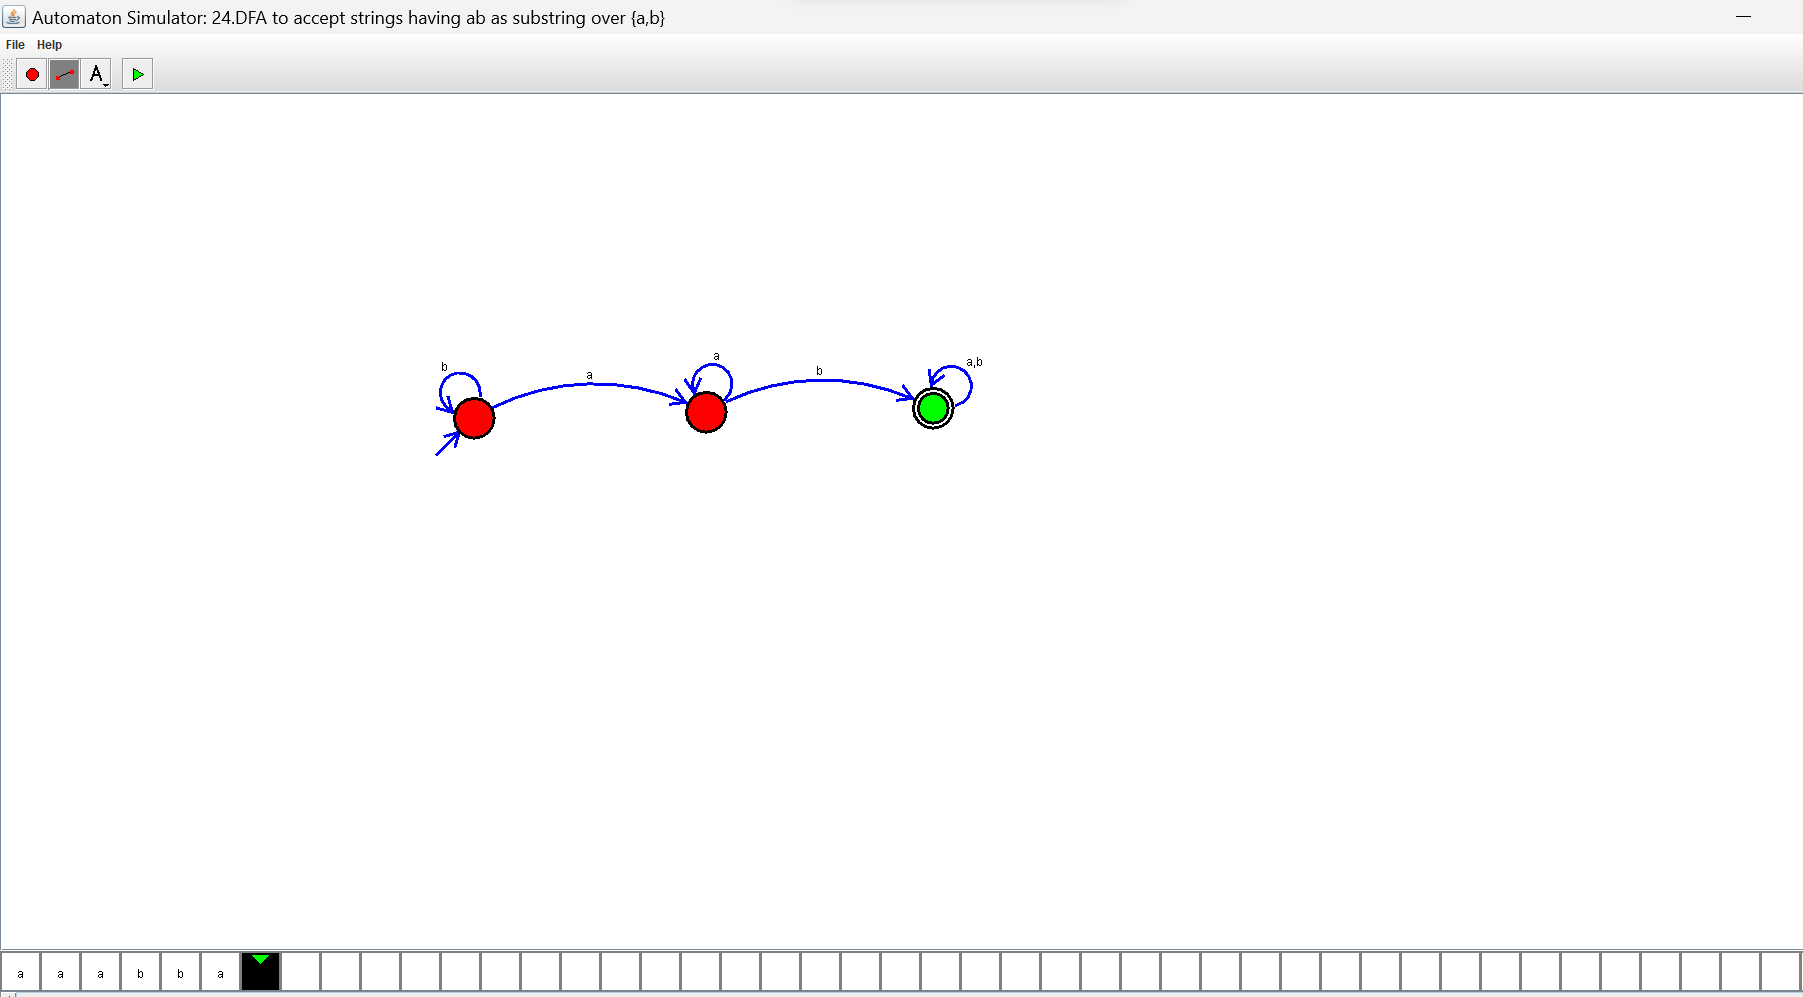 Automaton Simulator: 24.DFA to accept strings having ab as substring over {a,b}
File Help
A
b a a b a,b
a a a b b a